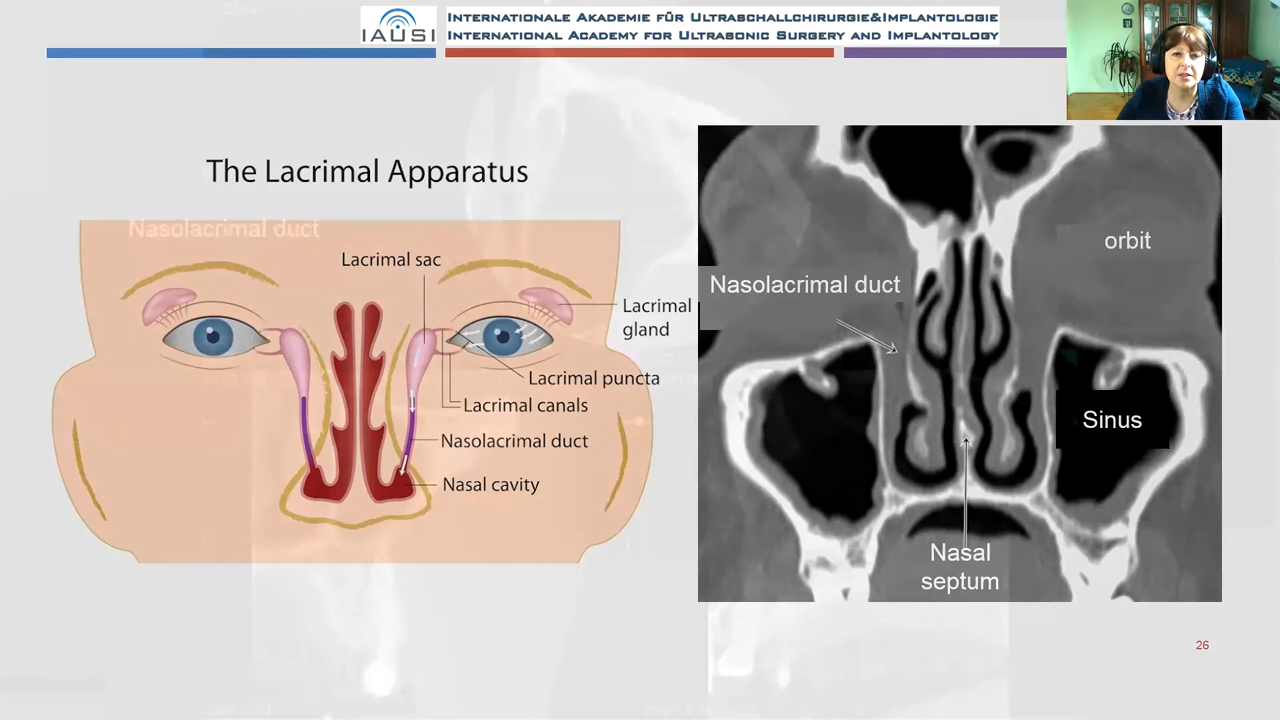 IAUSI
INTERNATIONALE AKADEMIE FÜR ULTRASCHALLCHIRURGIE&IMPLANTOLOGIE
INTERNATIONAL ACADEMY FOR ULTRASONIC SURGERY AND IMPLANTOLOGY
The Lacrimal Apparatus
Nasolacrimal duct
Lacrimal sac
Lacrimal
gland
Lacrimal puncta
Lacrimal canals
Nasolacrimal duct
Nasal cavity
orbit
Nasolacrimal duct
Sinus
Nasal
septum
26